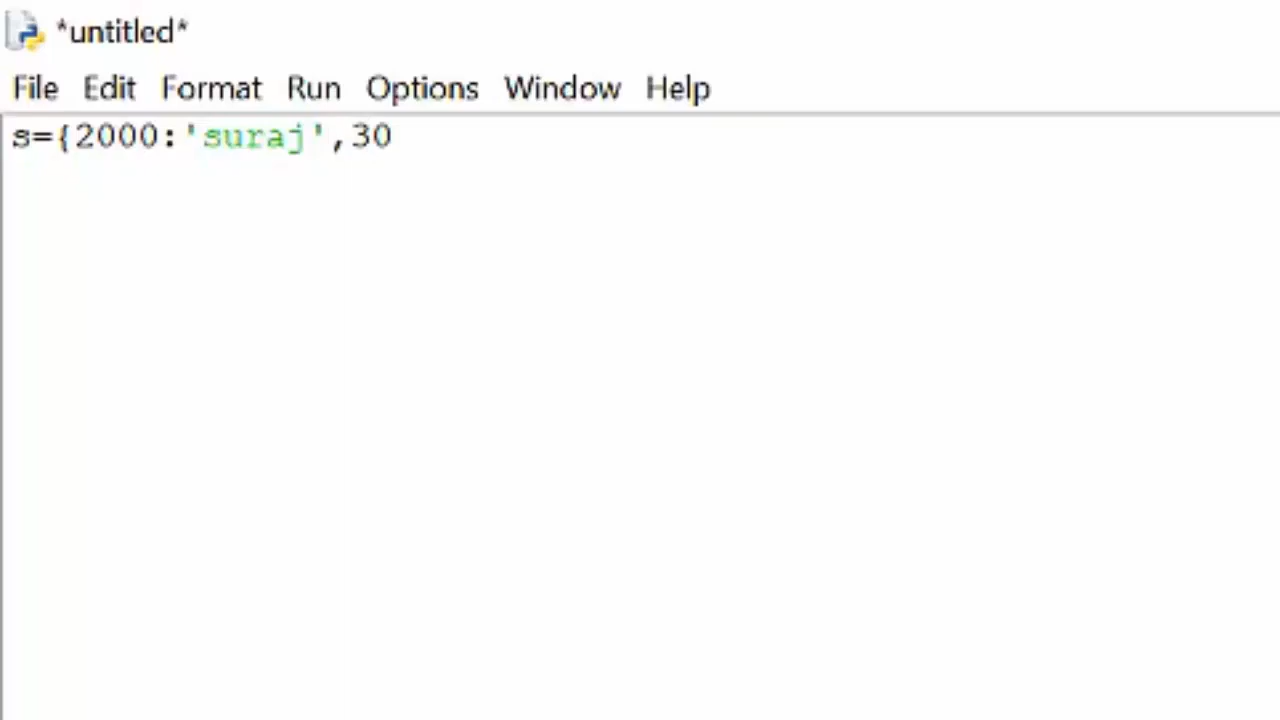 *untitled*
File Edit Format Run Options Window Help
s={2000:'suraj',30